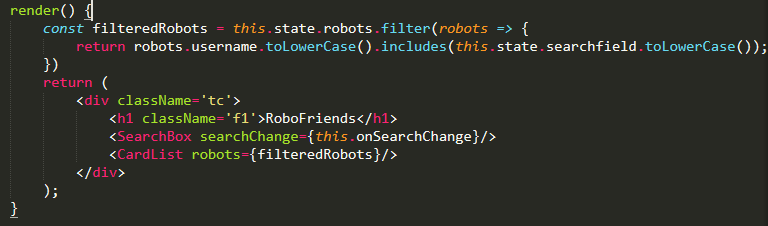 render() {
    const filteredRobots = this.state.robots.filter(robots => {
        return robots.username.toLowerCase().includes(this.state.searchfield.toLowerCase());
    })
    return (
        <div className='tc'>
            <h1 className='f1'>RoboFriends</h1>
            <SearchBox searchChange={this.onSearchChange}/>
            <CardList robots={filteredRobots}/>
        </div>
    );
}